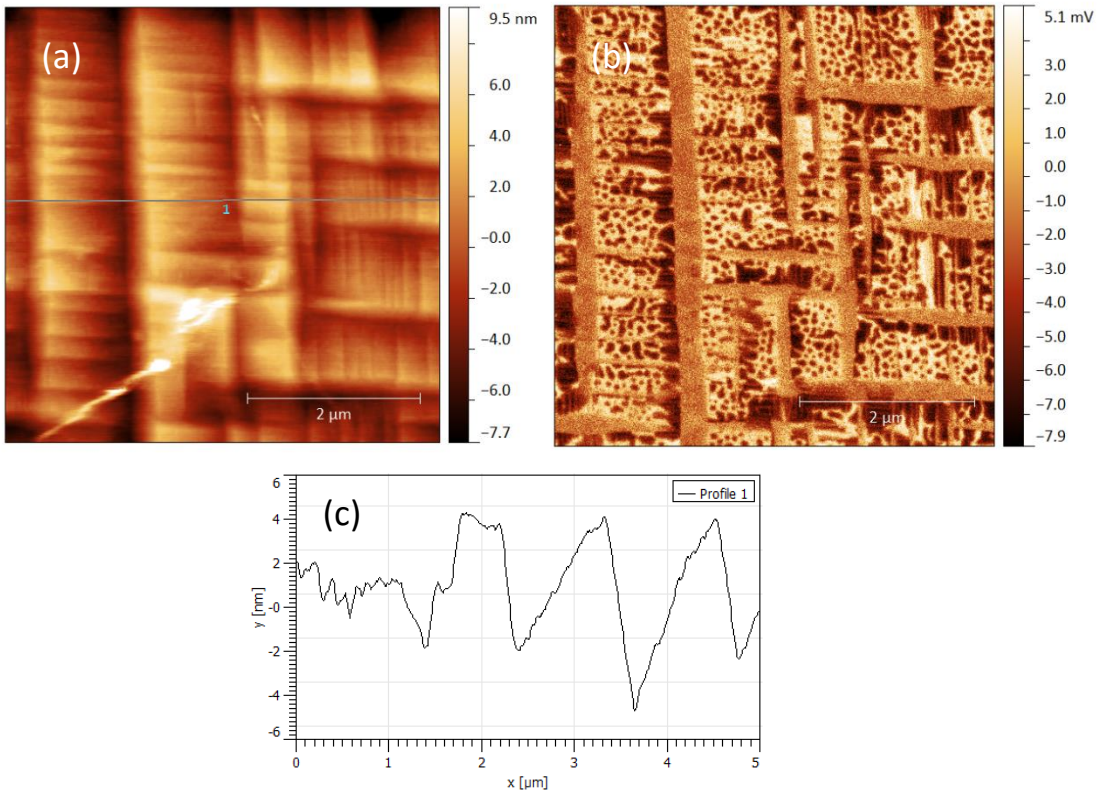 (a)
1
2 µm
9.5 nm
6.0
4.0
2.0
−0.0
−2.0
−4.0
−6.0
−7.7
(b)
2 µm
5.1 mV
3.0
2.0
1.0
0.0
−1.0
−2.0
−3.0
−4.0
−5.0
−6.0
−7.0
−7.9
(c)
Profile 1
6
4
2
-0
-2
-4
-6
y [nm]
0 1 2 3 4 5
x [µm]